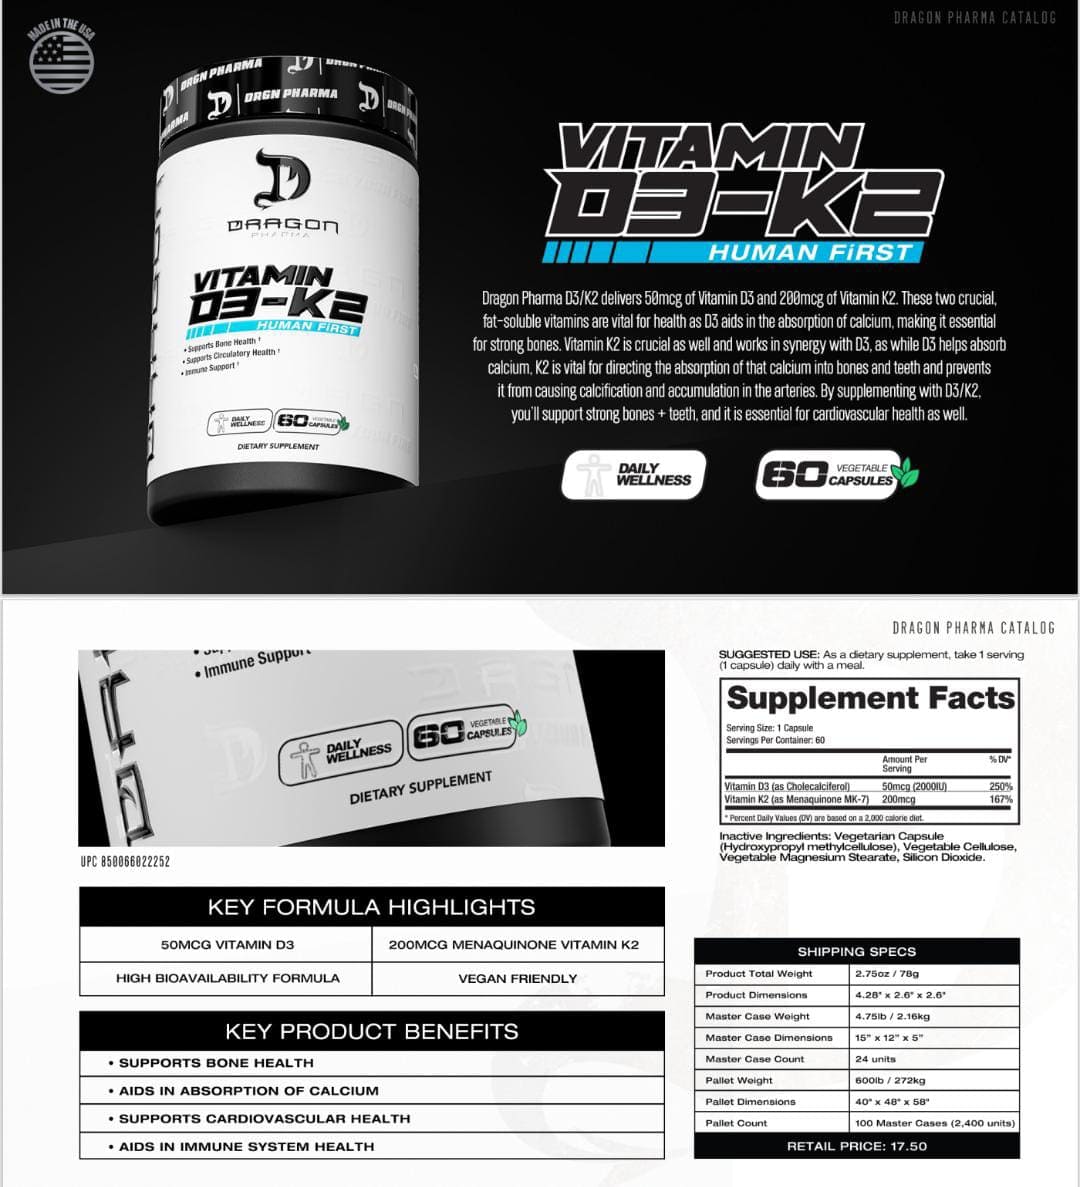 DRAGON PHARMA CATALOG
MADE IN THE USA
DRGN PHARMA
DRGN PHARMA
DRAGON
PHARMA
VITAMIN
D3-K2
HUMAN FiRST
• Supports Bone Health †
• Supports Circulatory Health †
• Immune Support †
DAILY
WELLNESS
60 VEGETABLE
CAPSULES
DIETARY SUPPLEMENT
VITAMIN
D3-K2
HUMAN FiRST
Dragon Pharma D3/K2 delivers 50mcg of Vitamin D3 and 200mcg of Vitamin K2. These two crucial,
fat-soluble vitamins are vital for health as D3 aids in the absorption of calcium, making it essential
for strong bones. Vitamin K2 is crucial as well and works in synergy with D3, as while D3 helps absorb
calcium, K2 is vital for directing the absorption of that calcium into bones and teeth and prevents
it from causing calcification and accumulation in the arteries. By supplementing with D3/K2,
you'll support strong bones + teeth, and it is essential for cardiovascular health as well.
DAILY
WELLNESS
60 VEGETABLE
CAPSULES
DRAGON PHARMA CATALOG
• Immune Support
DAILY
WELLNESS
60 VEGETABLE
CAPSULES
DIETARY SUPPLEMENT
UPC 850066022252
KEY FORMULA HIGHLIGHTS
50MCG VITAMIN D3 200MCG MENAQUINONE VITAMIN K2
HIGH BIOAVAILABILITY FORMULA VEGAN FRIENDLY
KEY PRODUCT BENEFITS
• SUPPORTS BONE HEALTH
• AIDS IN ABSORPTION OF CALCIUM
• SUPPORTS CARDIOVASCULAR HEALTH
• AIDS IN IMMUNE SYSTEM HEALTH
SUGGESTED USE: As a dietary supplement, take 1 serving
(1 capsule) daily with a meal.
Supplement Facts
Serving Size: 1 Capsule
Servings Per Container: 60
Amount Per % DV*
Serving
Vitamin D3 (as Cholecalciferol) 50mcg (2000IU) 250%
Vitamin K2 (as Menaquinone MK-7) 200mcg 167%
* Percent Daily Values (DV) are based on a 2,000 calorie diet.
Inactive Ingredients: Vegetarian Capsule
(Hydroxypropyl methylcellulose), Vegetable Cellulose,
Vegetable Magnesium Stearate, Silicon Dioxide.
SHIPPING SPECS
Product Total Weight 2.75oz / 78g
Product Dimensions 4.28" x 2.6" x 2.6"
Master Case Weight 4.75lb / 2.16kg
Master Case Dimensions 15" x 12" x 5"
Master Case Count 24 units
Pallet Weight 600lb / 272kg
Pallet Dimensions 40" x 48" x 58"
Pallet Count 100 Master Cases (2,400 units)
RETAIL PRICE: 17.50